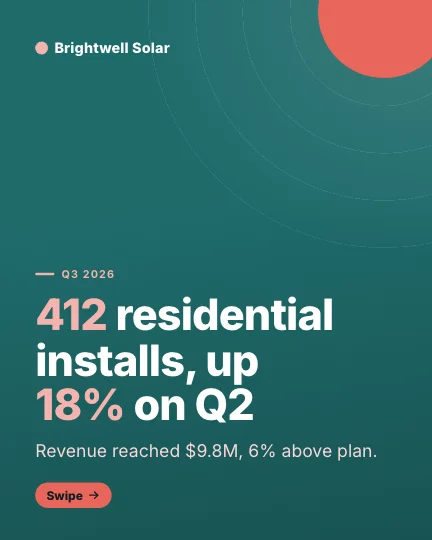 Brightwell Solar
Q3 2026
412 residential
installs, up
18% on Q2
Revenue reached $9.8M, 6% above plan.
Swipe →